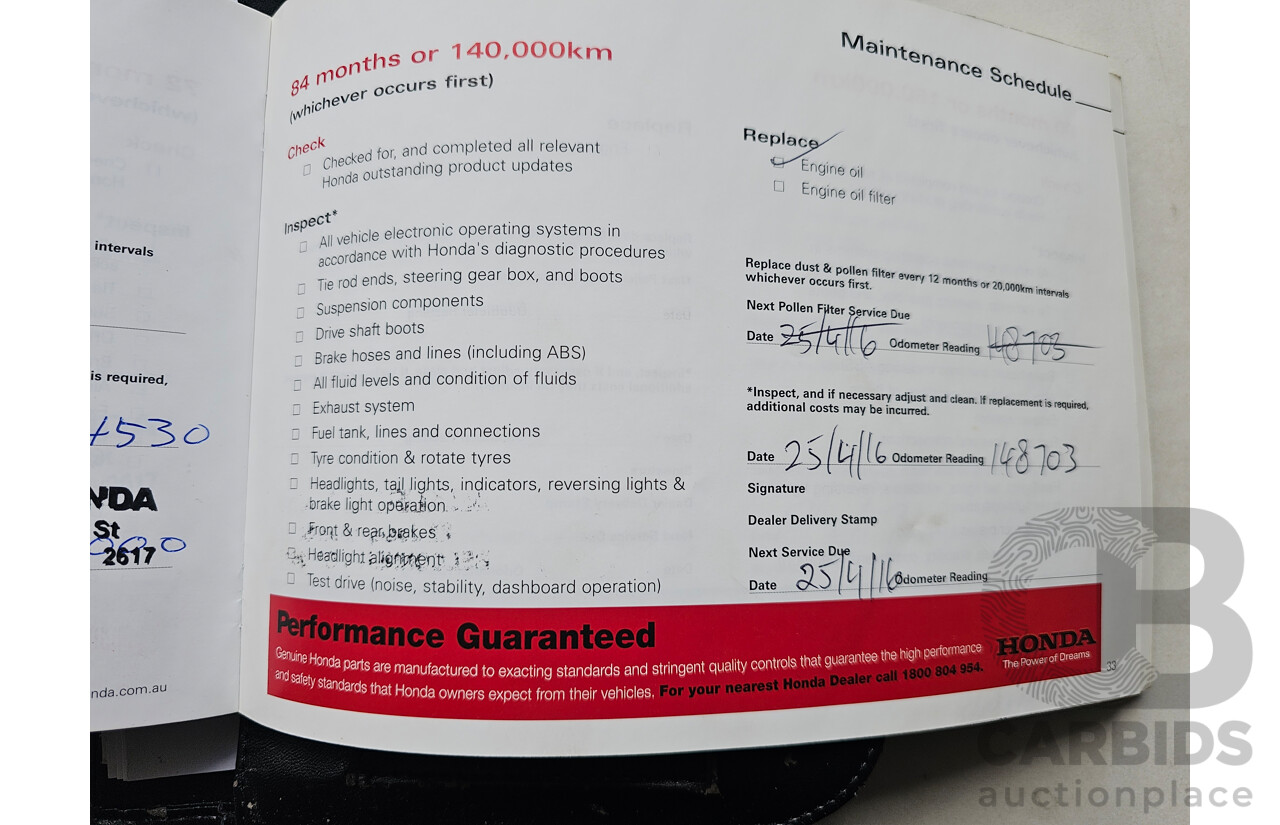 intervals
is required,
4530
NDA
St
000
2617
nda.com.au
84 months or 140,000km
(whichever occurs first)
Check
Checked for, and completed all relevant
Honda outstanding product updates
Inspect*
All vehicle electronic operating systems in
accordance with Honda's diagnostic procedures
Tie rod ends, steering gear box, and boots
Suspension components
Drive shaft boots
Brake hoses and lines (including ABS)
All fluid levels and condition of fluids
Exhaust system
Fuel tank, lines and connections
Tyre condition & rotate tyres
Headlights, tail lights, indicators, reversing lights &
brake light operation
Front & rear brakes
Headlight alignment
Test drive (noise, stability, dashboard operation)
Maintenance Schedule
Replace
Engine oil
Engine oil filter
Replace dust & pollen filter every 12 months or 20,000km intervals
whichever occurs first.
Next Pollen Filter Service Due
Date 25/4/16 Odometer Reading 148703
*Inspect, and if necessary adjust and clean. If replacement is required,
additional costs may be incurred.
Date 25/4/16 Odometer Reading 148703
Signature
Dealer Delivery Stamp
Next Service Due
Date 25/4/16 Odometer Reading
Performance Guaranteed
Genuine Honda parts are manufactured to exacting standards and stringent quality controls that guarantee the high performance
and safety standards that Honda owners expect from their vehicles. For your nearest Honda Dealer call 1800 804 954.
HONDA
The Power of Dreams
33
CARBIDS
auctionplace